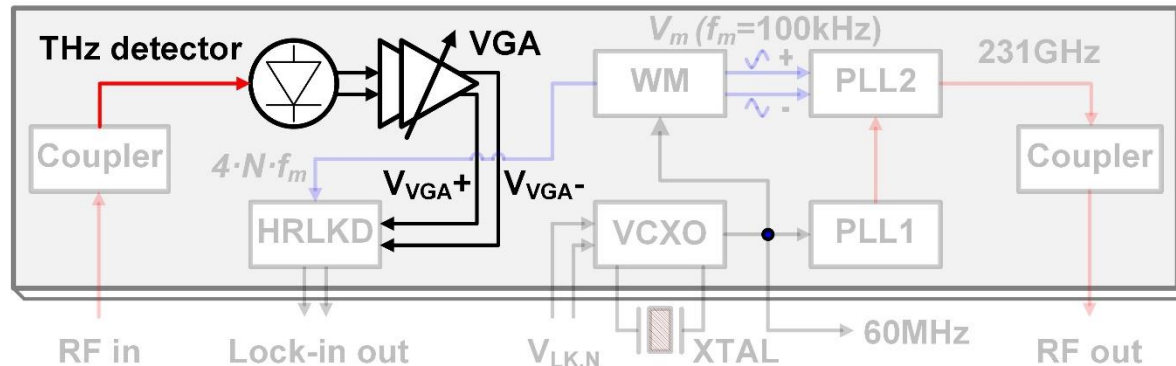 THz detector
VGA
V_m (f_m=100kHz)
231GHz
WM
+
-
PLL2
Coupler
Coupler
4·N·f_m
V_VGA+
V_VGA-
HRLKD
VCXO
PLL1
60MHz
RF in
Lock-in out
V_LK,N
XTAL
RF out